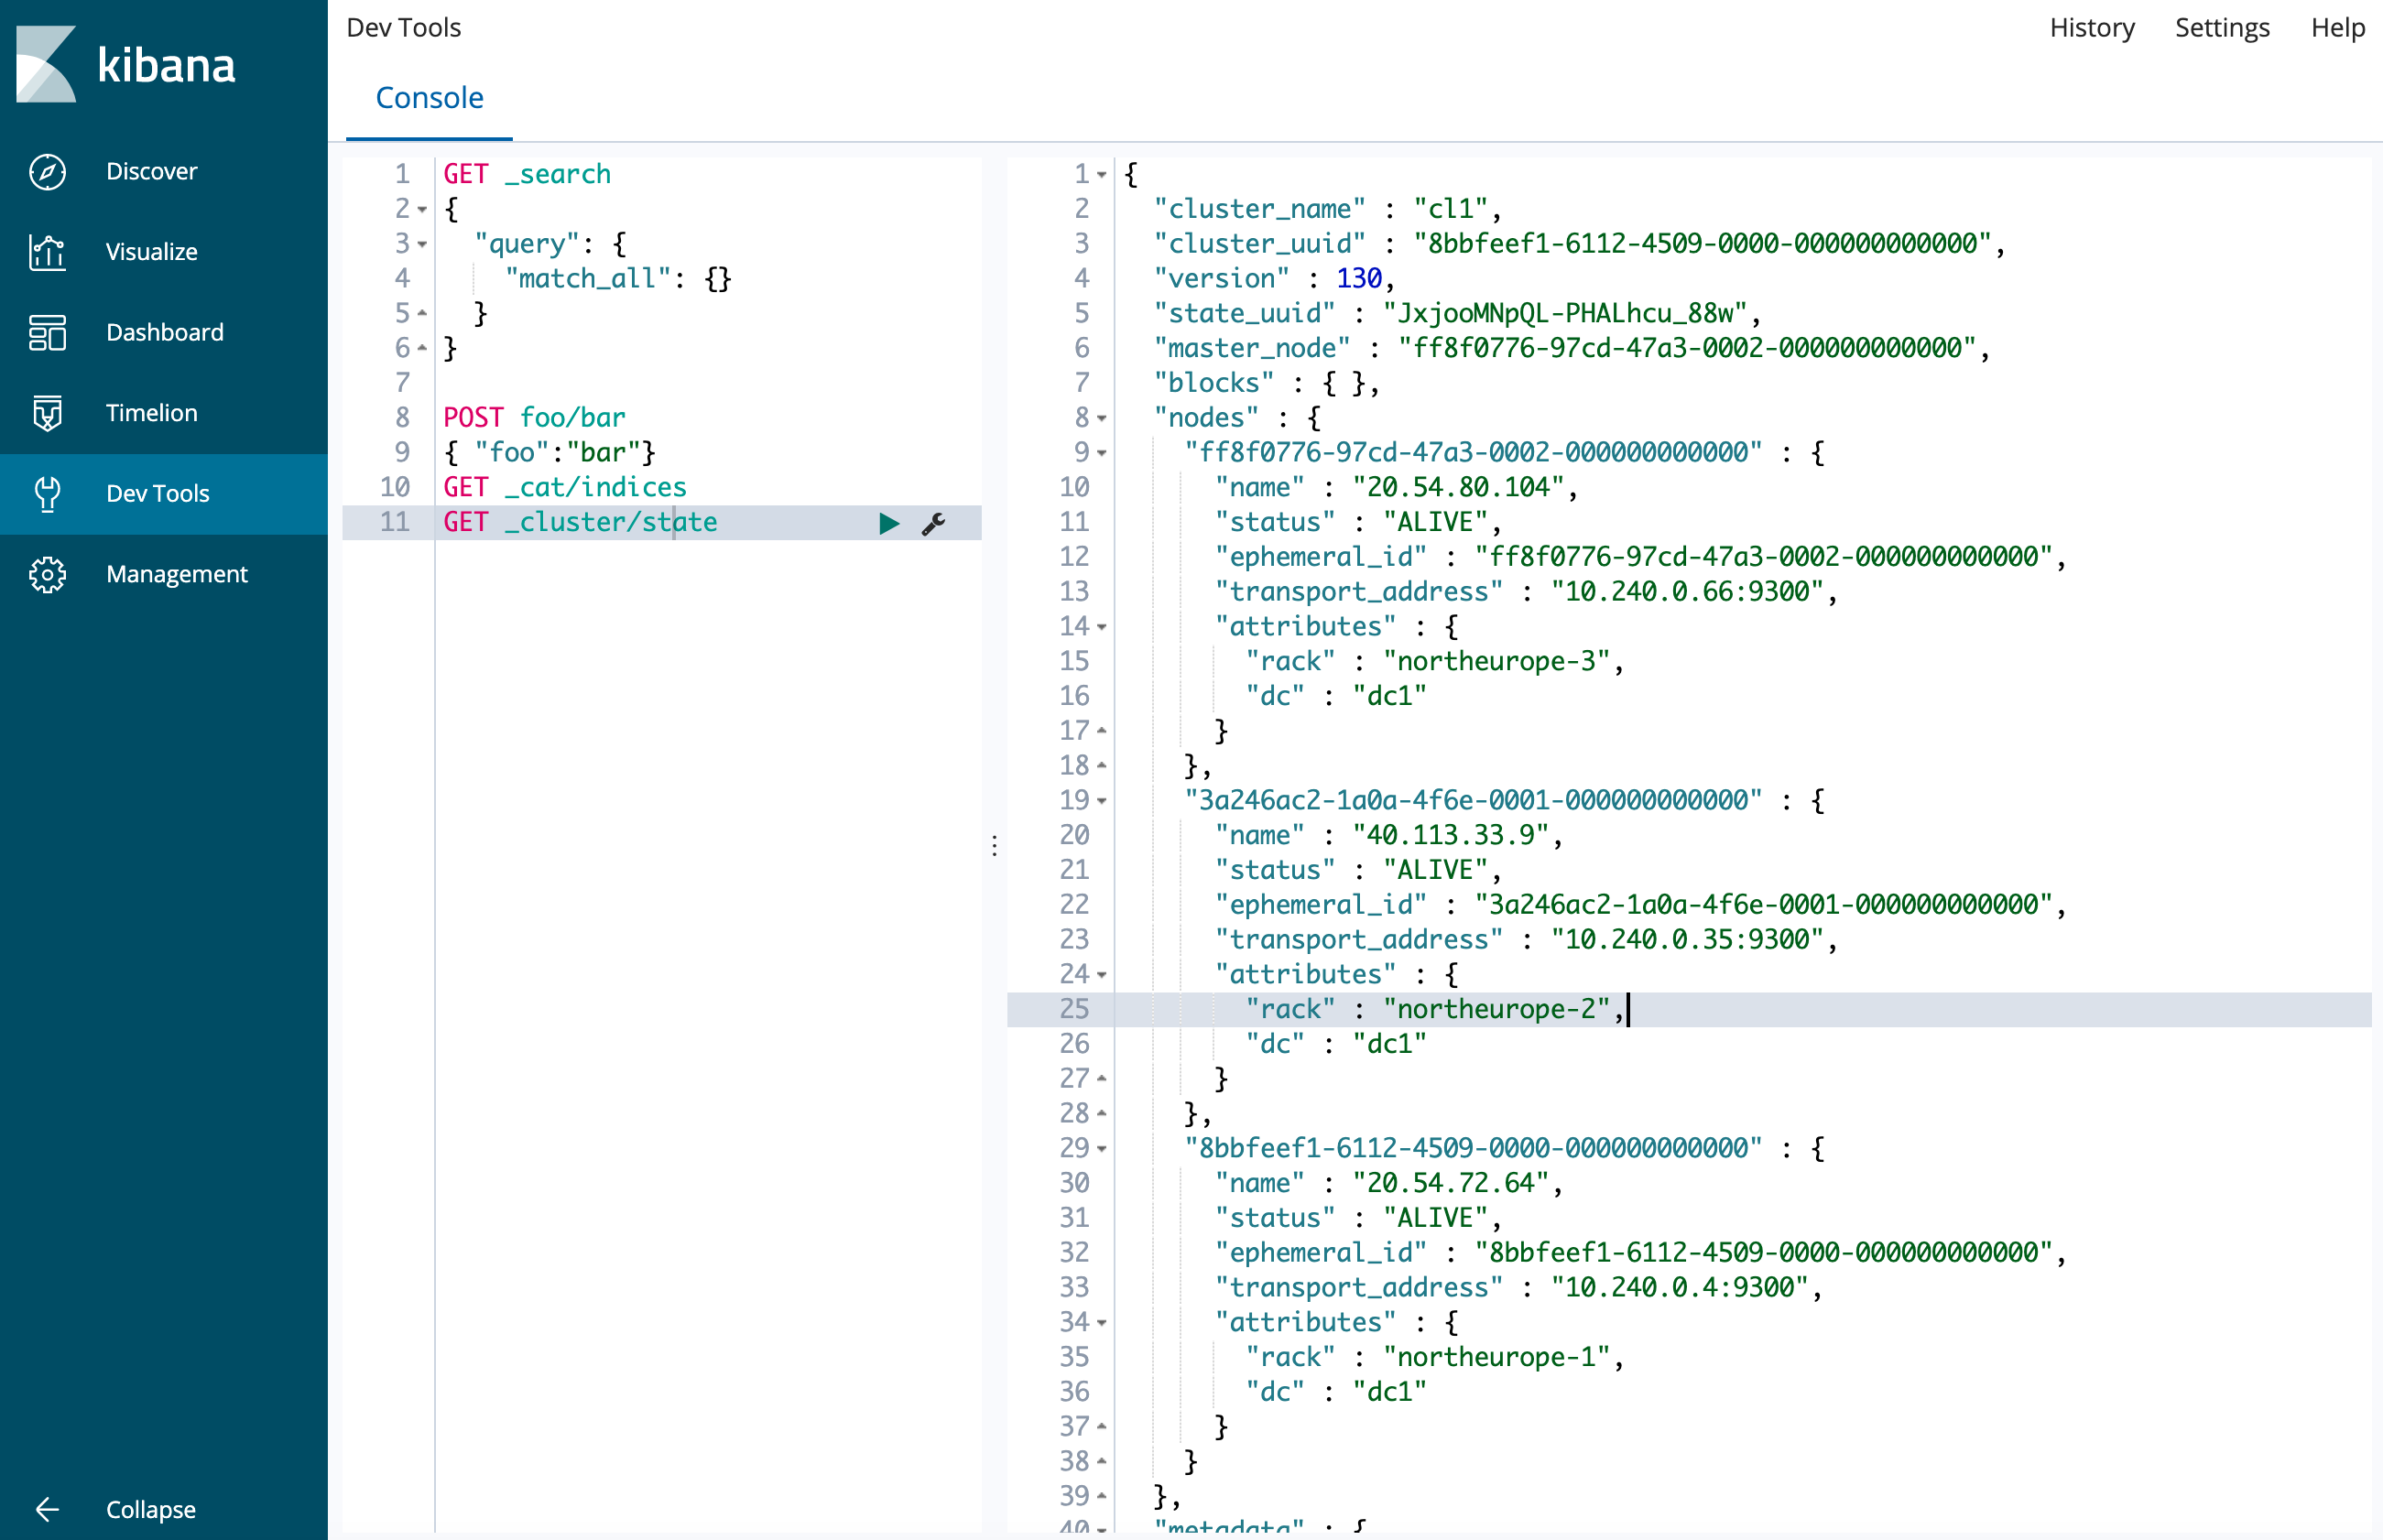 kibana
Discover
Visualize
Dashboard
Timelion
Dev Tools
Management
Collapse
Dev Tools
History Settings Help
Console
1 GET _search
2 {
3 "query": {
4 "match_all": {}
5 }
6 }
7
8 POST foo/bar
9 { "foo":"bar"}
10 GET _cat/indices
11 GET _cluster/state
1 {
2 "cluster_name" : "cl1",
3 "cluster_uuid" : "8bbfeef1-6112-4509-0000-000000000000",
4 "version" : 130,
5 "state_uuid" : "JxjooMNpQL-PHALhcu_88w",
6 "master_node" : "ff8f0776-97cd-47a3-0002-000000000000",
7 "blocks" : { },
8 "nodes" : {
9 "ff8f0776-97cd-47a3-0002-000000000000" : {
10 "name" : "20.54.80.104",
11 "status" : "ALIVE",
12 "ephemeral_id" : "ff8f0776-97cd-47a3-0002-000000000000",
13 "transport_address" : "10.240.0.66:9300",
14 "attributes" : {
15 "rack" : "northeurope-3",
16 "dc" : "dc1"
17 }
18 },
19 "3a246ac2-1a0a-4f6e-0001-000000000000" : {
20 "name" : "40.113.33.9",
21 "status" : "ALIVE",
22 "ephemeral_id" : "3a246ac2-1a0a-4f6e-0001-000000000000",
23 "transport_address" : "10.240.0.35:9300",
24 "attributes" : {
25 "rack" : "northeurope-2",
26 "dc" : "dc1"
27 }
28 },
29 "8bbfeef1-6112-4509-0000-000000000000" : {
30 "name" : "20.54.72.64",
31 "status" : "ALIVE",
32 "ephemeral_id" : "8bbfeef1-6112-4509-0000-000000000000",
33 "transport_address" : "10.240.0.4:9300",
34 "attributes" : {
35 "rack" : "northeurope-1",
36 "dc" : "dc1"
37 }
38 }
39 },
40 "metadata" : {